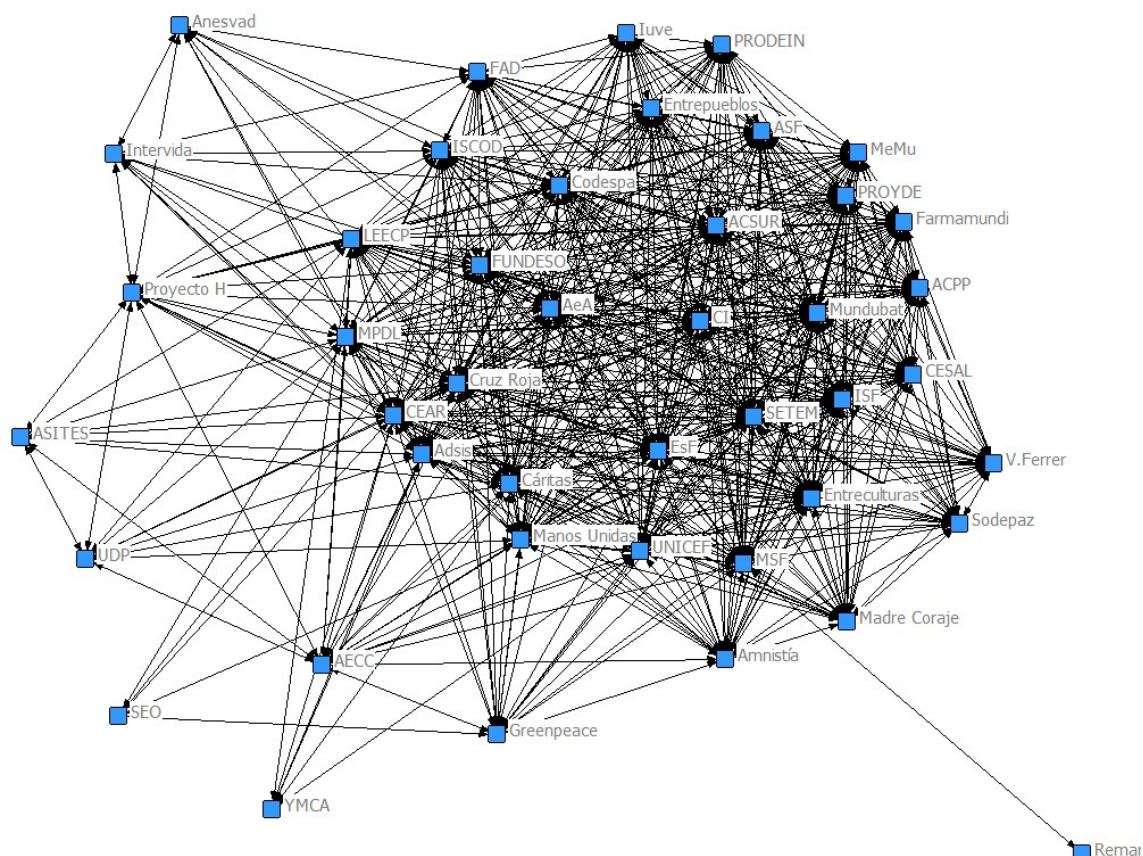 Anesvad
Iuve
PRODEIN
FAD
Entrepueblos
ASF
Intervida
ISCOD
MeMu
Codespa
PROYDE
ACSUR
Farmamundi
LEECP
FUNDESO
Proyecto H
ACPP
AeA
CI
Mundubat
MPDL
Cruz Roja
CESAL
ISF
CEAR
SETEM
ASITES
Adsis
EsF
V.Ferrer
Cáritas
Entreculturas
Sodepaz
Manos Unidas
UNICEF
UDP
MSF
Madre Coraje
AECC
Amnistía
SEO
Greenpeace
YMCA
Remar